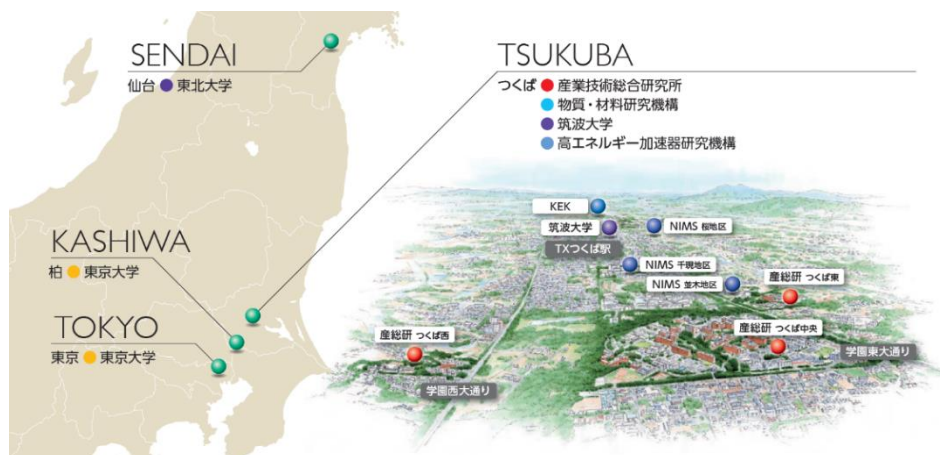 SENDAI
仙台 東北大学
TSUKUBA
つくば 産業技術総合研究所
物質・材料研究機構
筑波大学
高エネルギー加速器研究機構
KASHIWA
柏 東京大学
TOKYO
東京 東京大学
KEK
筑波大学
NIMS 桜地区
TXつくば駅
NIMS 千現地区
NIMS 並木地区
産総研 つくば東
産総研 つくば西
産総研 つくば中央
学園東大通り
学園西大通り